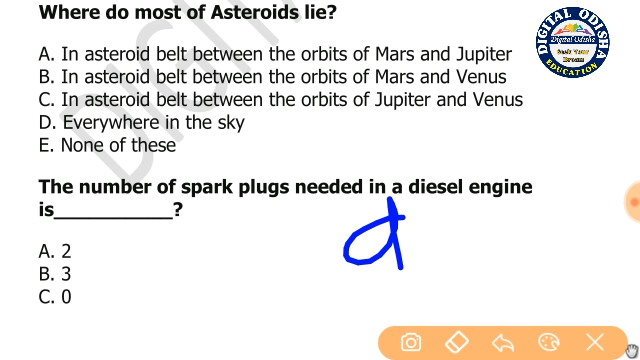 Where do most of Asteroids lie?
A. In asteroid belt between the orbits of Mars and Jupiter
B. In asteroid belt between the orbits of Mars and Venus
C. In asteroid belt between the orbits of Jupiter and Venus
D. Everywhere in the sky
E. None of these
The number of spark plugs needed in a diesel engine
is___________?
A. 2
B. 3
C. 0
DIGITAL ODISHA
Digital Odisha
EDUCATION